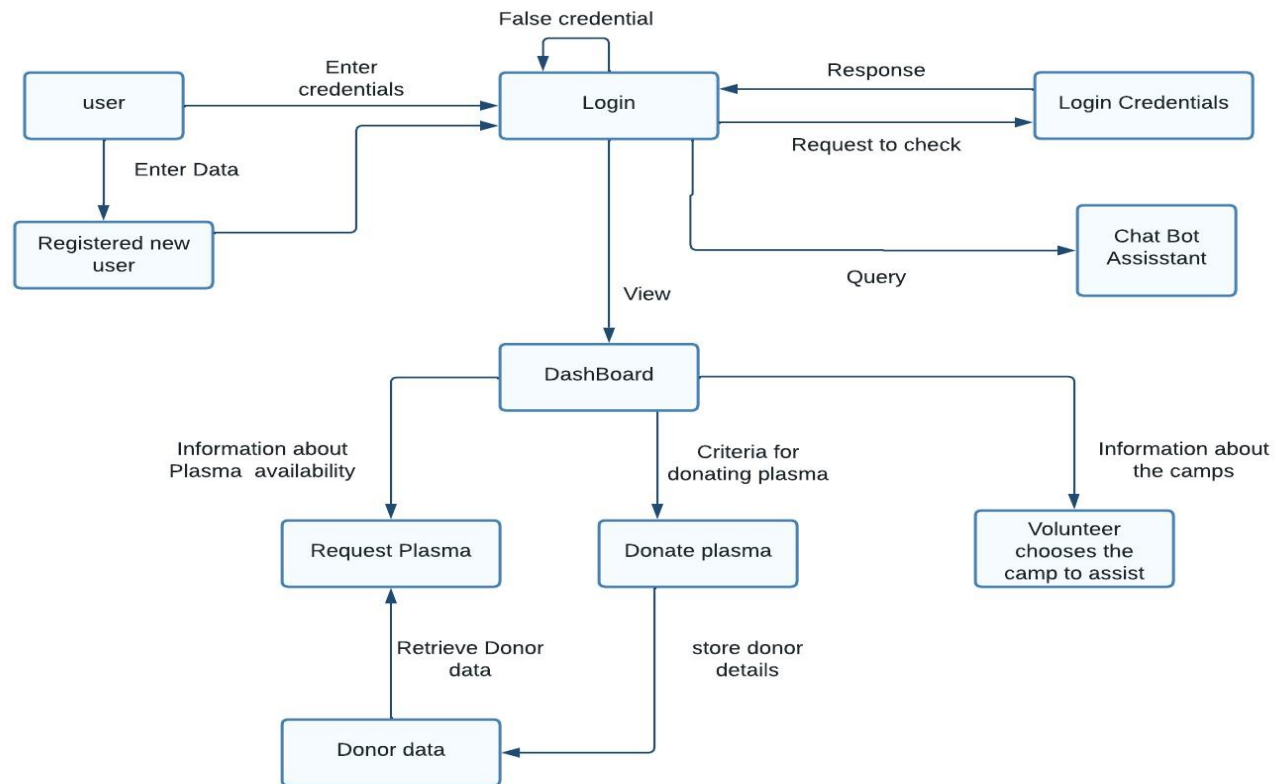 False credential
Enter
credentials
user
Login
Response
Login Credentials
Request to check
Enter Data
Registered new
user
Chat Bot
Assisstant
Query
View
DashBoard
Information about
Plasma availability
Criteria for
donating plasma
Information about
the camps
Request Plasma
Donate plasma
Volunteer
chooses the
camp to assist
Retrieve Donor
data
store donor
details
Donor data